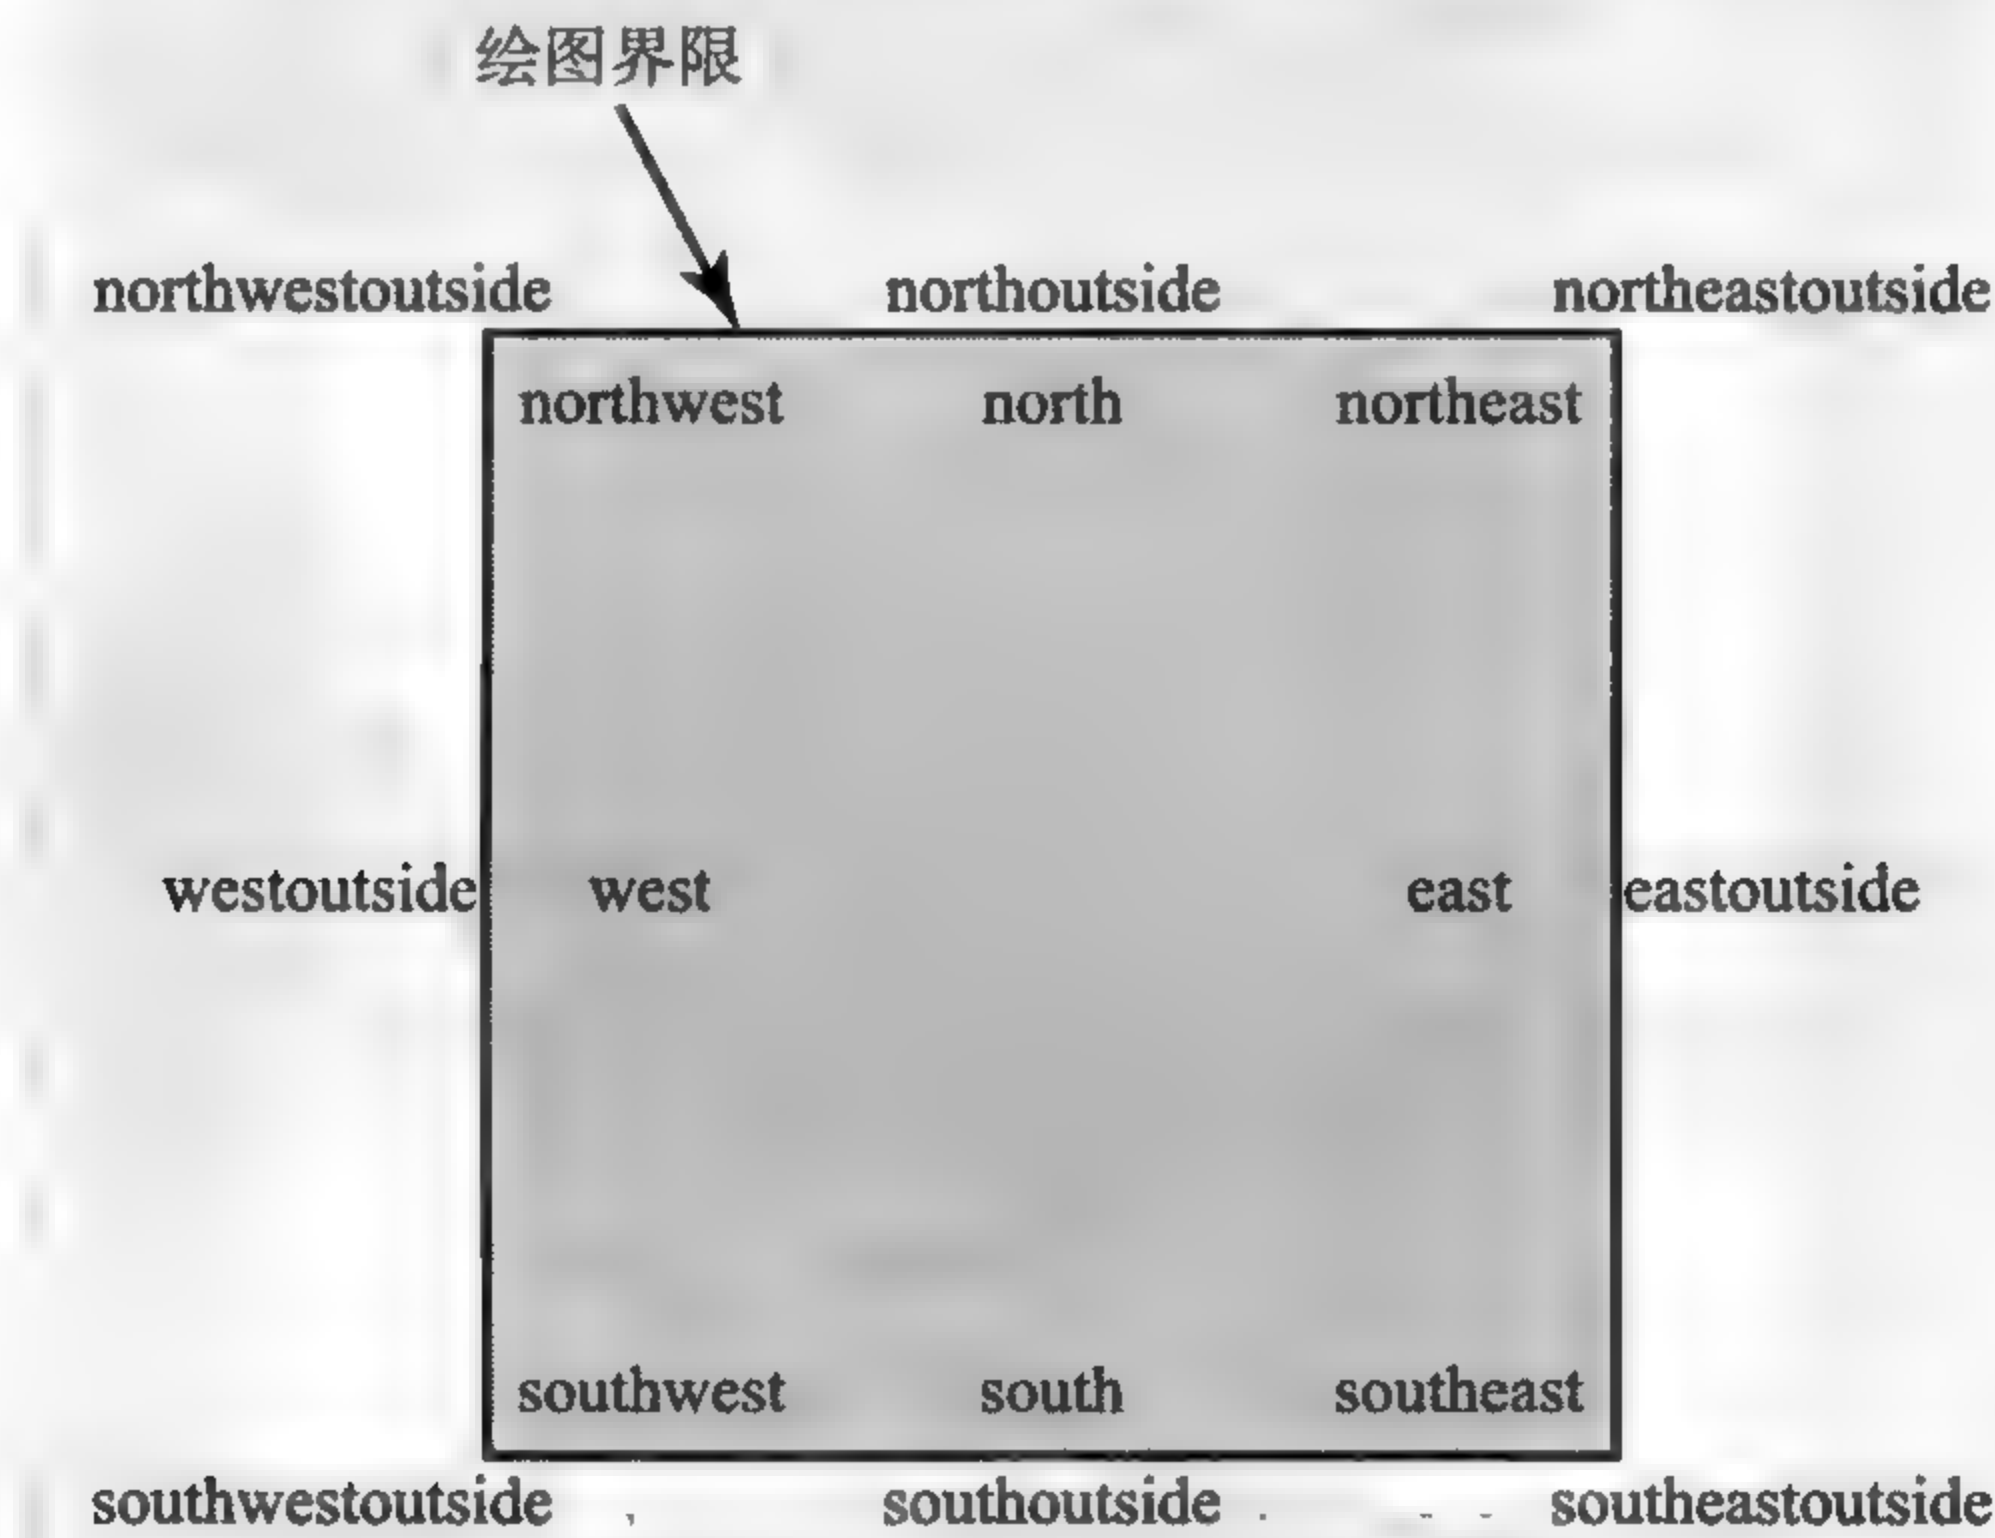 绘图界限
northwestoutside northoutside northeastoutside
northwest north northeast
westoutside west east eastoutside
southwest south southeast
southwestoutside southoutside southeastoutside